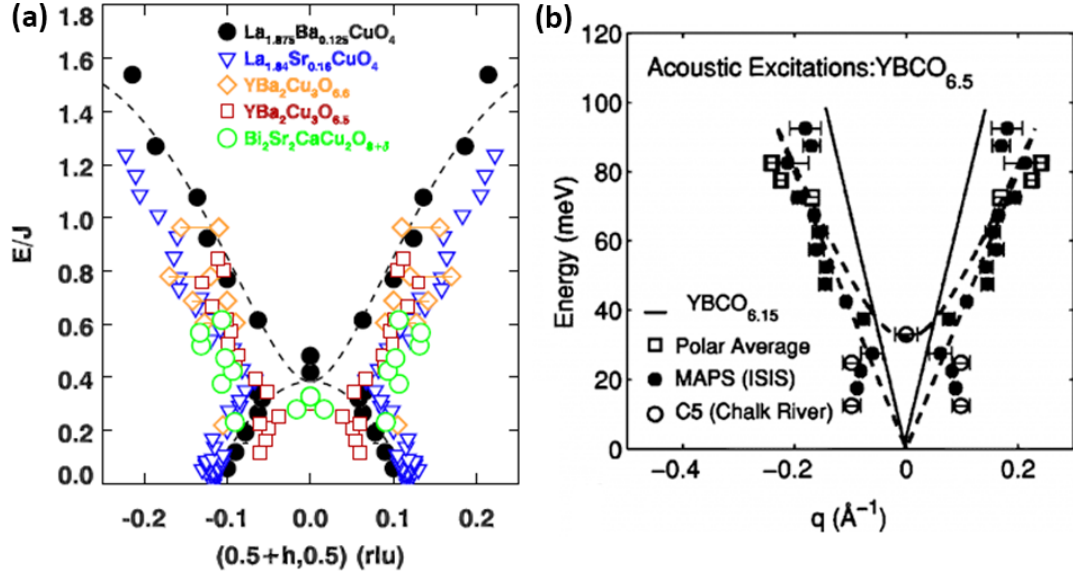 (a)
1.8
1.6
1.4
1.2
1.0
0.8
0.6
0.4
0.2
0.0
E/J
La1.875Ba0.125CuO4
La1.84Sr0.16CuO4
YBa2Cu3O6.6
YBa2Cu3O6.5
Bi2Sr2CaCu2O8+δ
-0.2 -0.1 0.0 0.1 0.2
(0.5+h,0.5) (rlu)
(b)
Acoustic Excitations:YBCO6.5
120
100
80
60
40
20
0
Energy (meV)
YBCO6.15
Polar Average
MAPS (ISIS)
C5 (Chalk River)
−0.4 −0.2 0 0.2
q (Å−1)